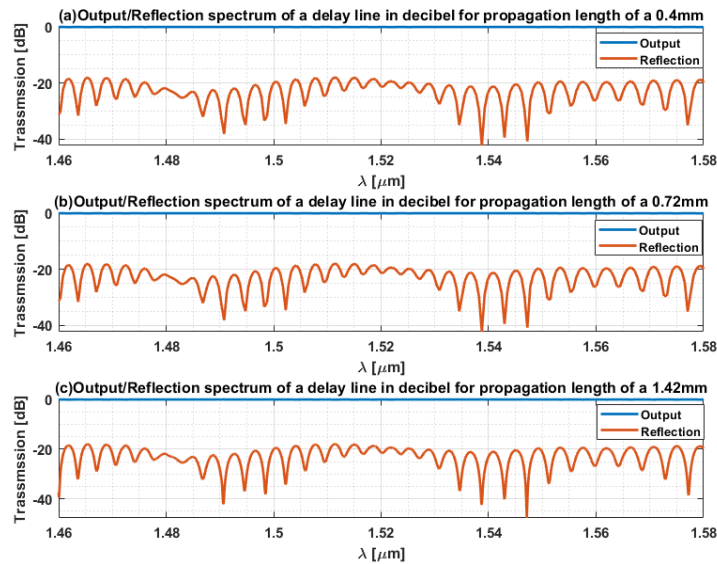 (a)Output/Reflection spectrum of a delay line in decibel for propagation length of a 0.4mm
Trassmssion [dB]
0
-20
-40
Output
Reflection
1.46 1.48 1.5 1.52 1.54 1.56 1.58
λ [μm]
(b)Output/Reflection spectrum of a delay line in decibel for propagation length of a 0.72mm
Trassmssion [dB]
0
-20
-40
Output
Reflection
1.46 1.48 1.5 1.52 1.54 1.56 1.58
λ [μm]
(c)Output/Reflection spectrum of a delay line in decibel for propagation length of a 1.42mm
Trassmssion [dB]
0
-20
-40
Output
Reflection
1.46 1.48 1.5 1.52 1.54 1.56 1.58
λ [μm]